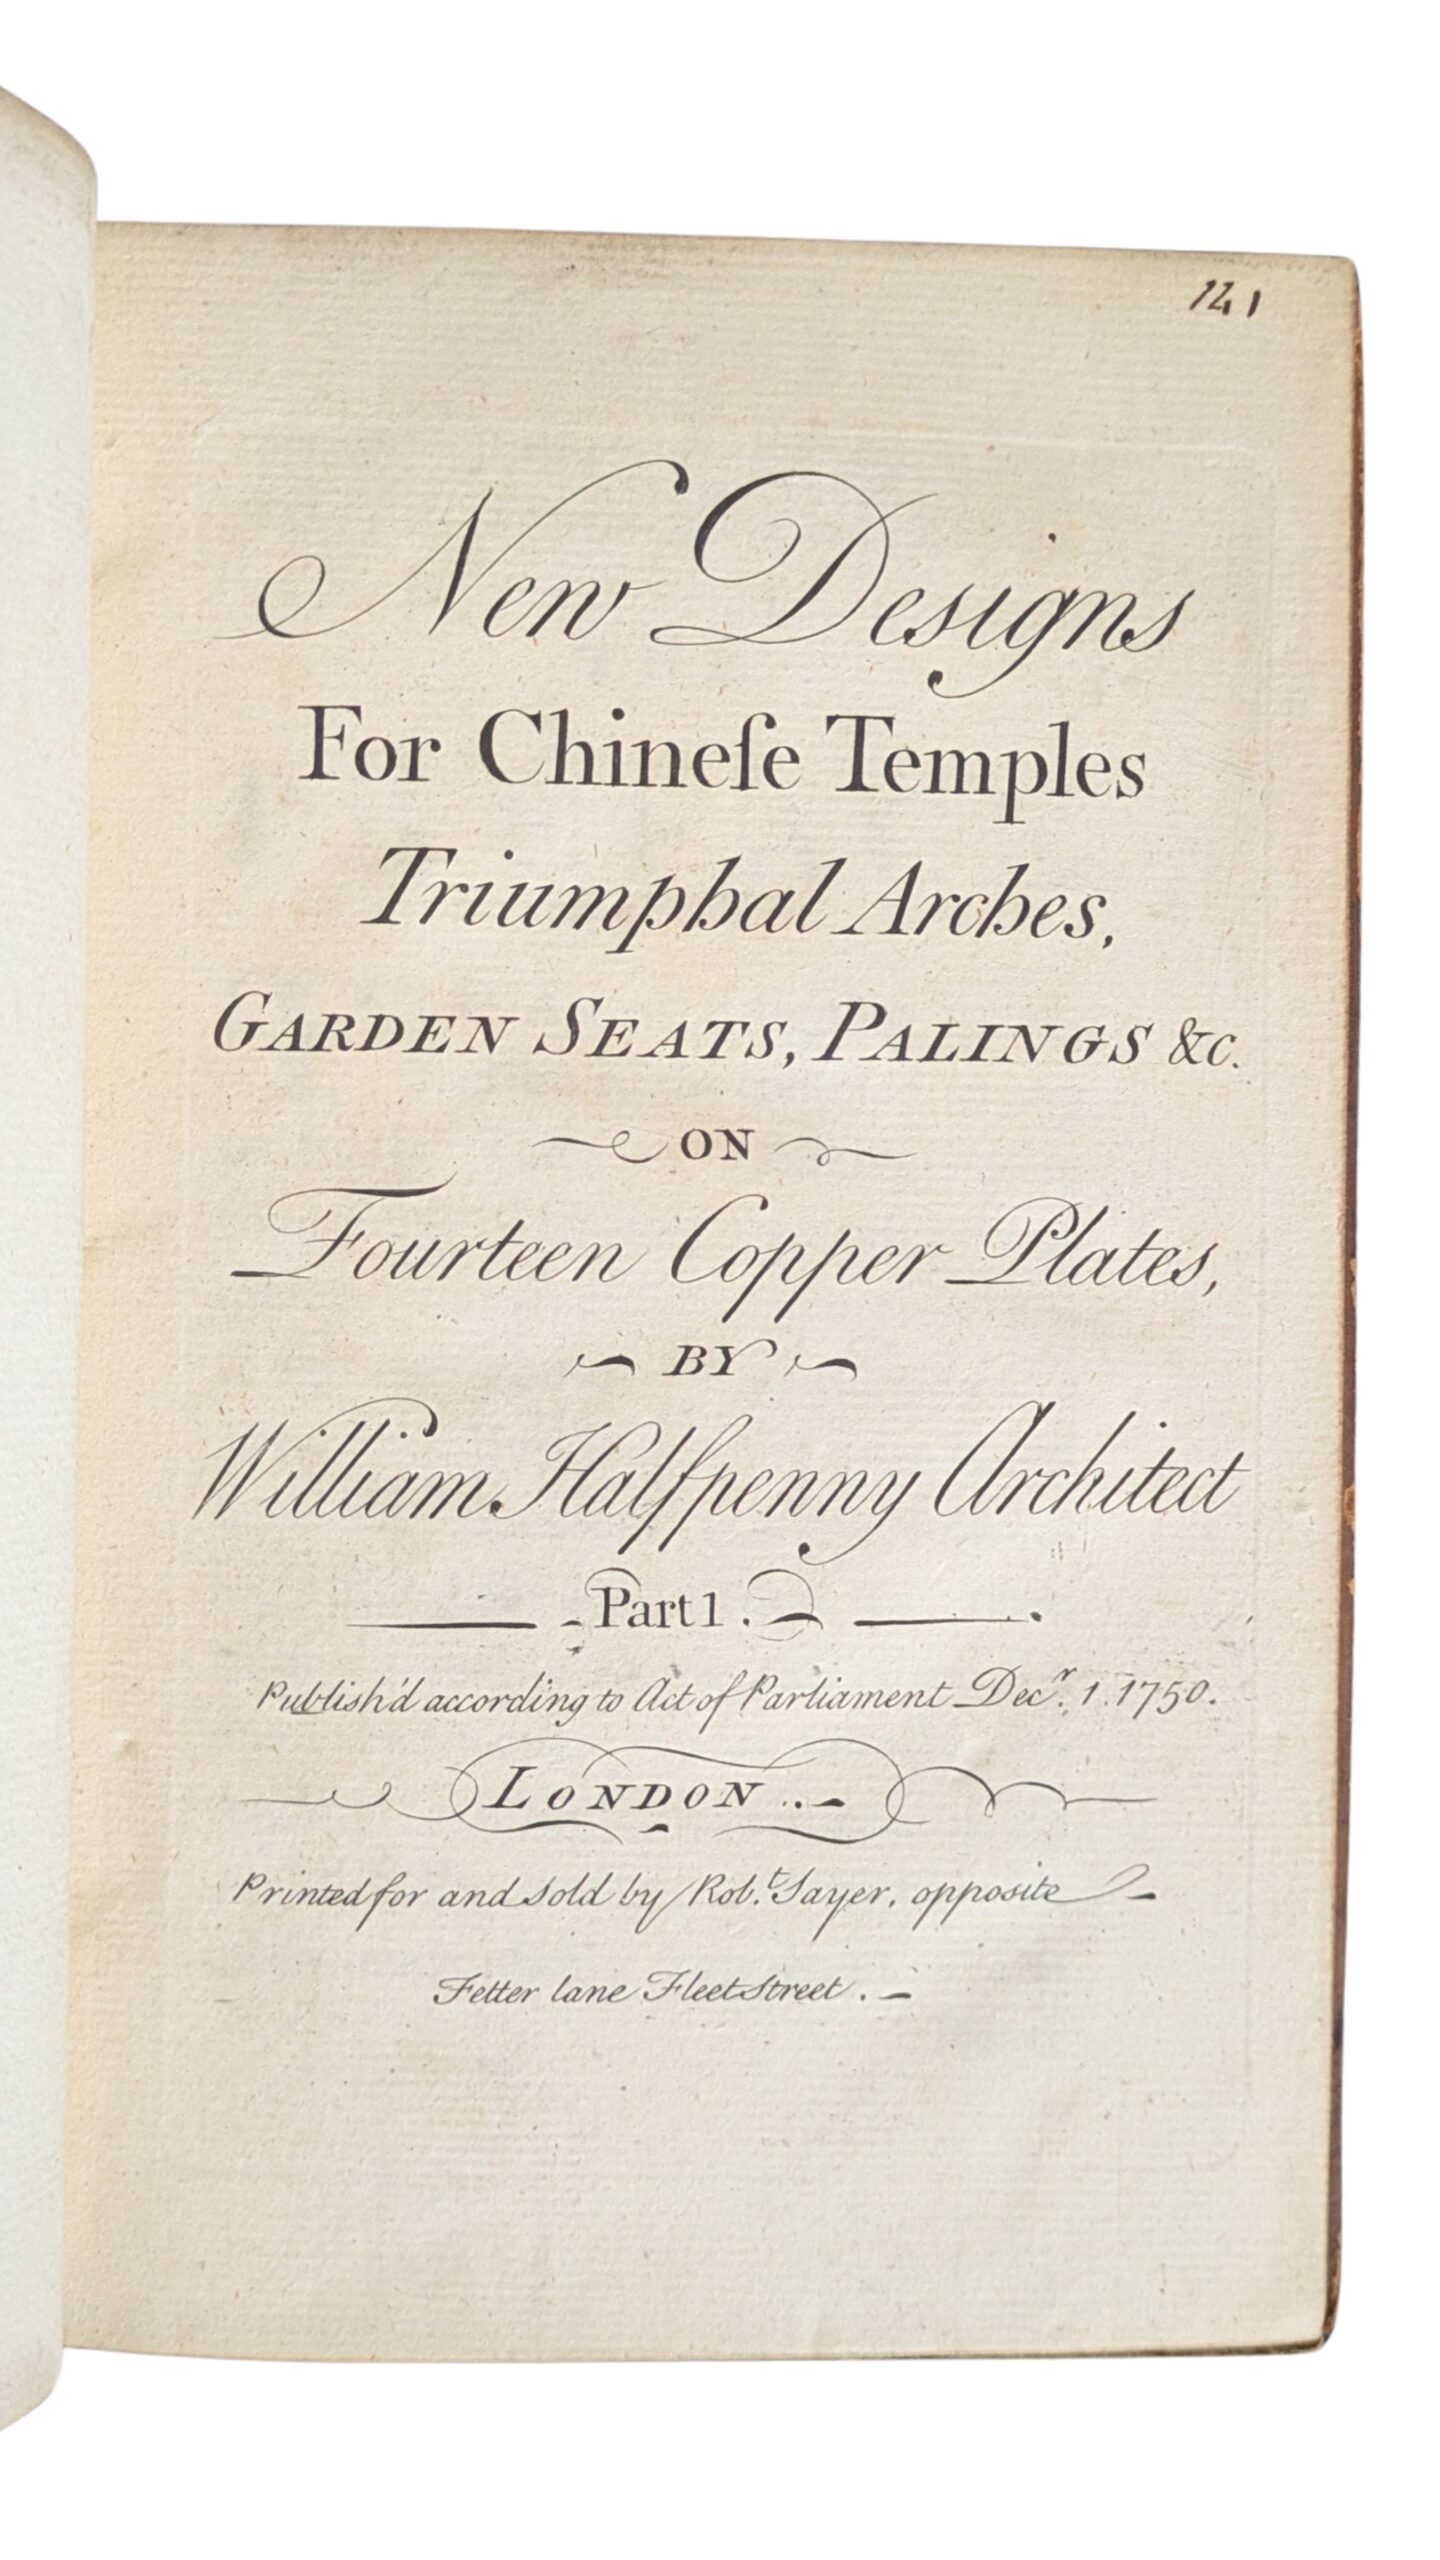 141
New Designs
For Chineſe Temples
Triumphal Arches,
GARDEN SEATS, PALINGS &c.
ON
Fourteen Copper Plates,
BY
William Halfpenny Architect
Part 1.
Publish'd according to Act of Parliament Decr. 1. 1750.
LONDON
Printed for and Sold by Robt. Sayer, opposite
Fetter lane Fleet Street.